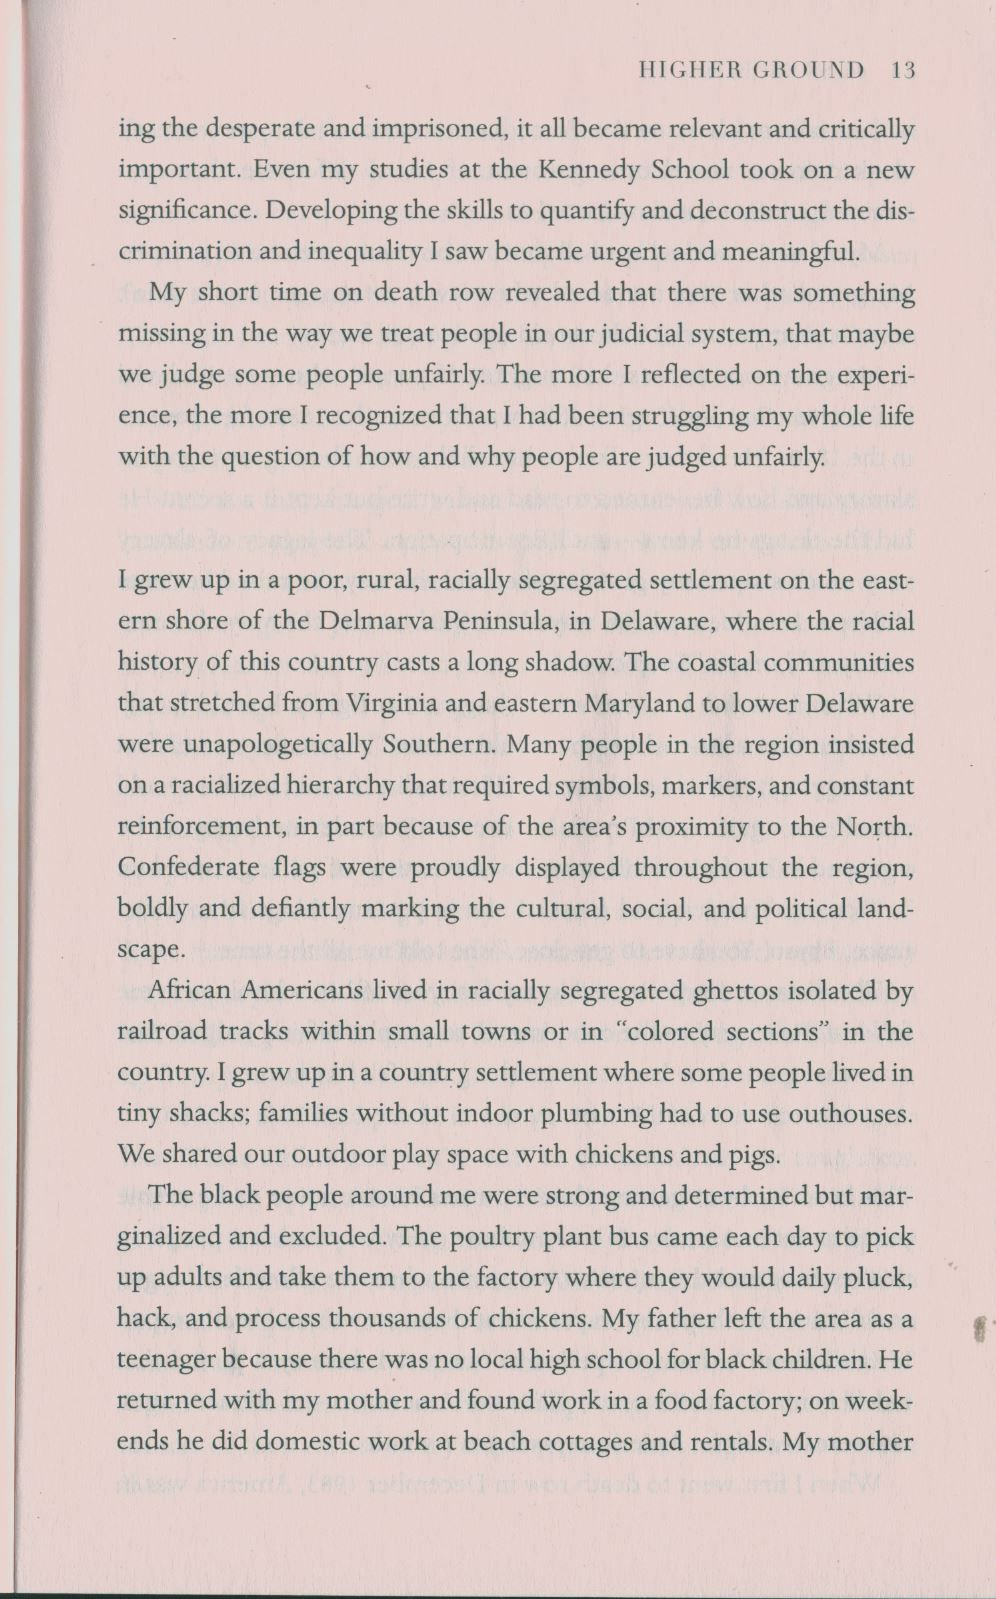 HIGHER GROUND 13
ing the desperate and imprisoned, it all became relevant and critically
important. Even my studies at the Kennedy School took on a new
significance. Developing the skills to quantify and deconstruct the dis-
crimination and inequality I saw became urgent and meaningful.
My short time on death row revealed that there was something
missing in the way we treat people in our judicial system, that maybe
we judge some people unfairly. The more I reflected on the experi-
ence, the more I recognized that I had been struggling my whole life
with the question of how and why people are judged unfairly.
I grew up in a poor, rural, racially segregated settlement on the east-
ern shore of the Delmarva Peninsula, in Delaware, where the racial
history of this country casts a long shadow. The coastal communities
that stretched from Virginia and eastern Maryland to lower Delaware
were unapologetically Southern. Many people in the region insisted
on a racialized hierarchy that required symbols, markers, and constant
reinforcement, in part because of the area's proximity to the North.
Confederate flags were proudly displayed throughout the region,
boldly and defiantly marking the cultural, social, and political land-
scape.
African Americans lived in racially segregated ghettos isolated by
railroad tracks within small towns or in “colored sections” in the
country. I grew up in a country settlement where some people lived in
tiny shacks; families without indoor plumbing had to use outhouses.
We shared our outdoor play space with chickens and pigs.
The black people around me were strong and determined but mar-
ginalized and excluded. The poultry plant bus came each day to pick
up adults and take them to the factory where they would daily pluck,
hack, and process thousands of chickens. My father left the area as a
teenager because there was no local high school for black children. He
returned with my mother and found work in a food factory; on week-
ends he did domestic work at beach cottages and rentals. My mother